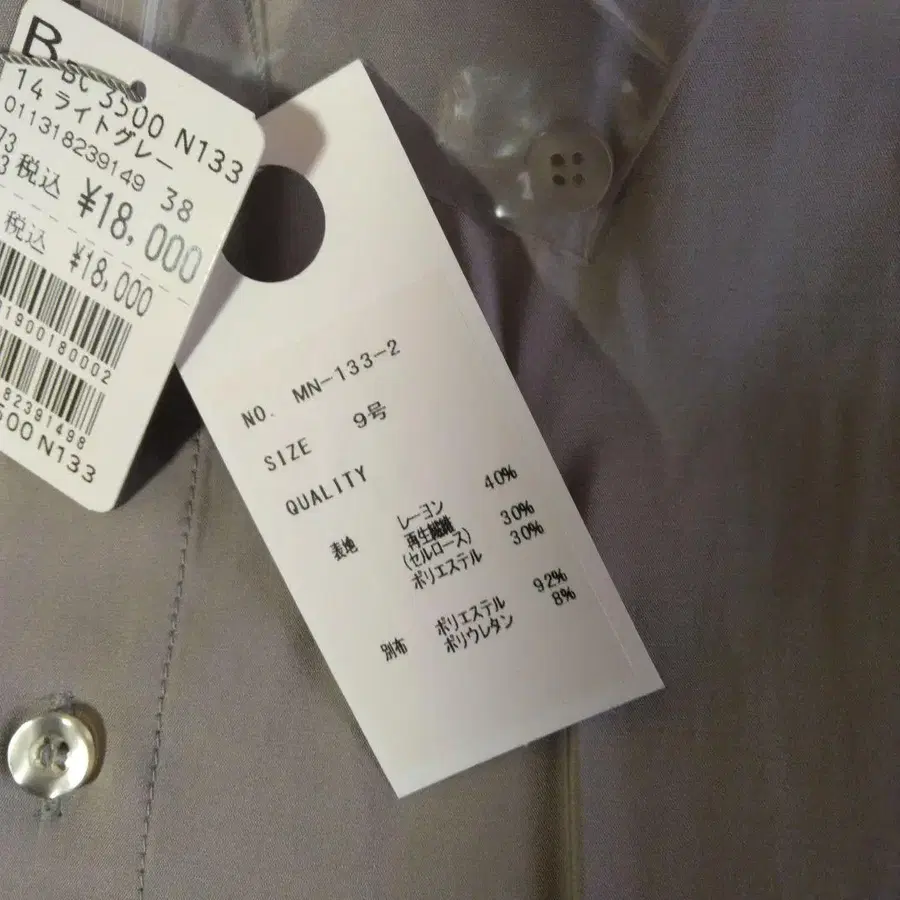 B
BC 3500 N133
14 ライトグレー
011318239149 38
73
3 税込 ¥18,000
税込 ¥18,000
1900180002
82391498
500 N133
NO. MN-133-2
SIZE 9号
QUALITY
表地 レーヨン 40%
再生繊維 30%
(セルロース)
ポリエステル 30%
別布 ポリエステル 92%
ポリウレタン 8%